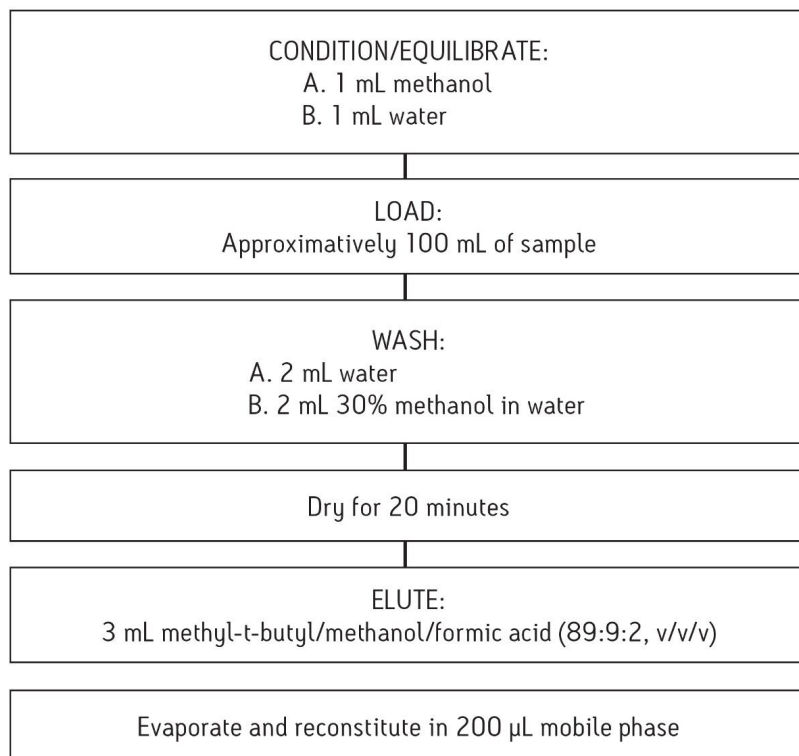 CONDITION/EQUILIBRATE:
A. 1 mL methanol
B. 1 mL water
LOAD:
Approximatively 100 mL of sample
WASH:
A. 2 mL water
B. 2 mL 30% methanol in water
Dry for 20 minutes
ELUTE:
3 mL methyl-t-butyl/methanol/formic acid (89:9:2, v/v/v)
Evaporate and reconstitute in 200 µL mobile phase